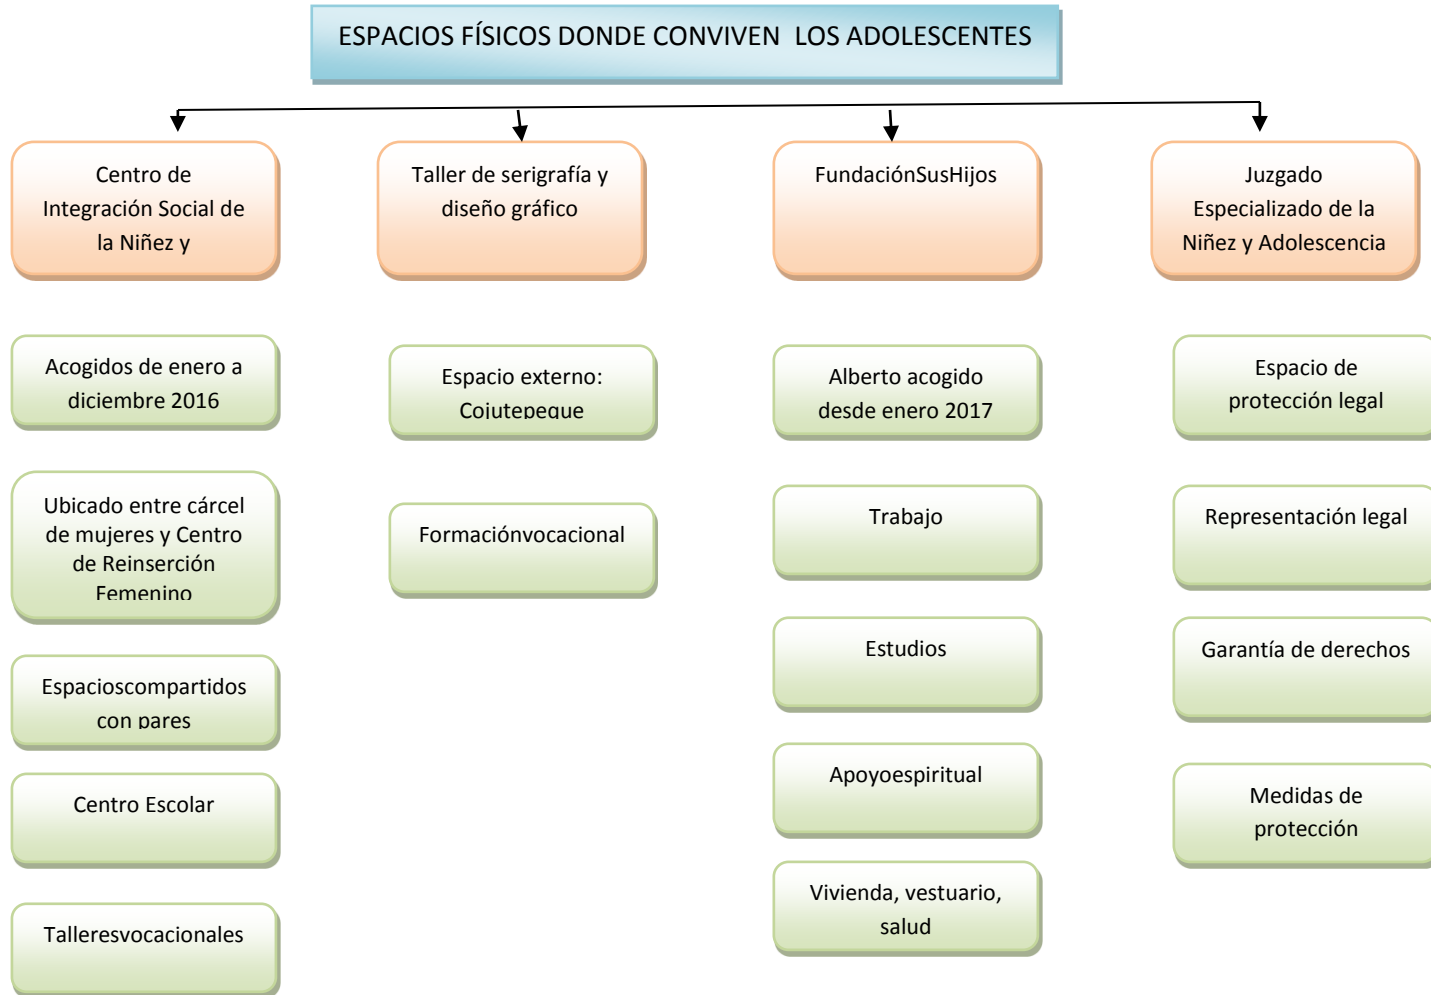 ESPACIOS FÍSICOS DONDE CONVIVEN  LOS ADOLESCENTES
Centro de
Integración Social de
la Niñez y
Acogidos de enero a
diciembre 2016
Ubicado entre cárcel
de mujeres y Centro
de Reinserción
Femenino
Espacioscompartidos
con pares
Centro Escolar
Talleresvocacionales
Taller de serigrafía y
diseño gráfico
Espacio externo:
Cojutepeque
Formaciónvocacional
FundaciónSusHijos
Alberto acogido
desde enero 2017
Trabajo
Estudios
Apoyoespiritual
Vivienda, vestuario,
salud
Juzgado
Especializado de la
Niñez y Adolescencia
Espacio de
protección legal
Representación legal
Garantía de derechos
Medidas de
protección